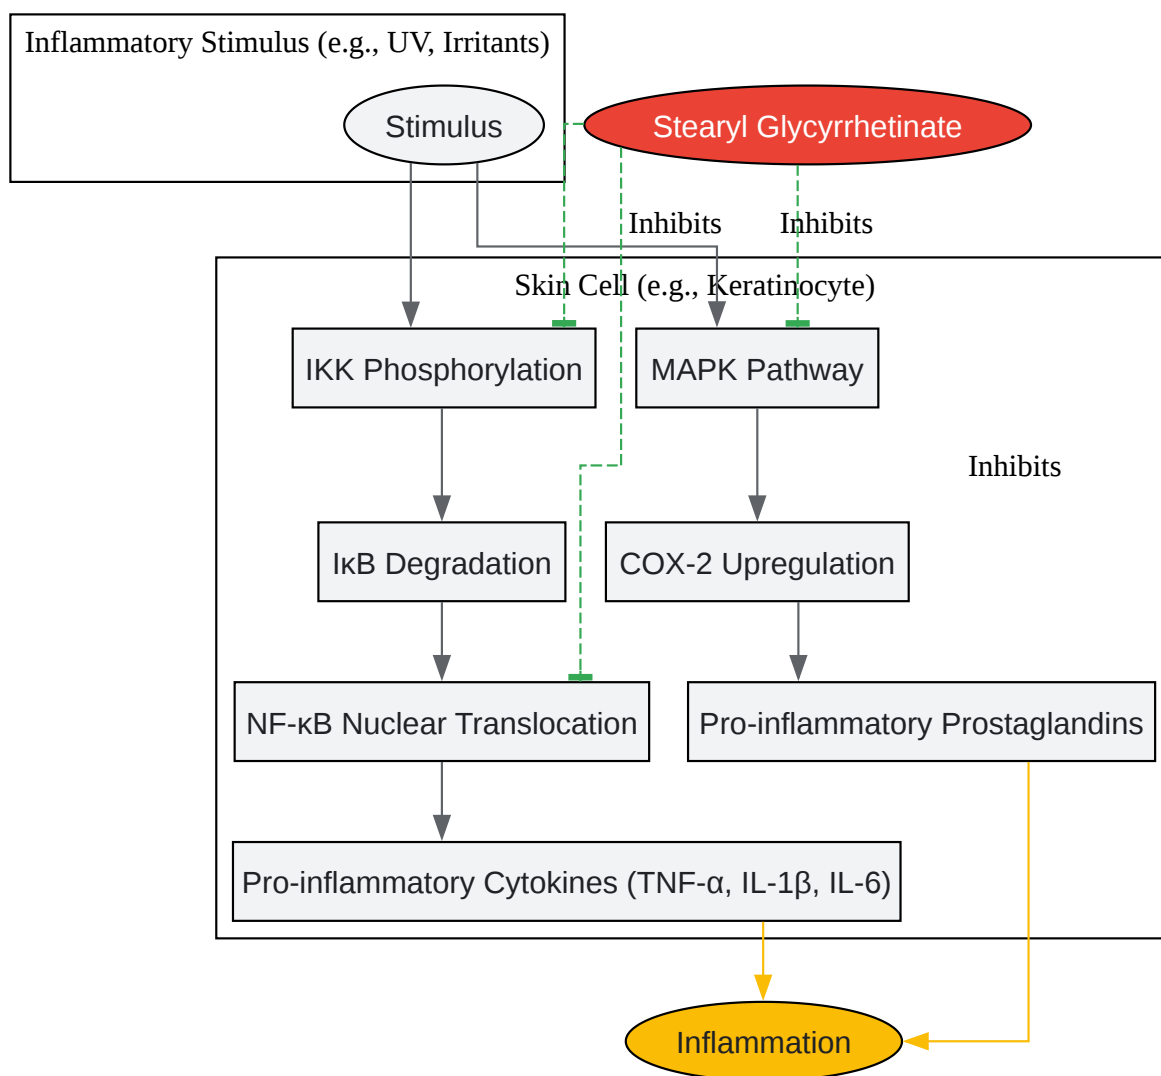 Inflammatory Stimulus (e.g., UV, Irritants)
Stimulus
Stearyl Glycyrrhetinate
Inhibits
Inhibits
Skin Cell (e.g., Keratinocyte)
IKK Phosphorylation
MAPK Pathway
Inhibits
IκB Degradation
COX-2 Upregulation
NF-κB Nuclear Translocation
Pro-inflammatory Prostaglandins
Pro-inflammatory Cytokines (TNF-α, IL-1β, IL-6)
Inflammation